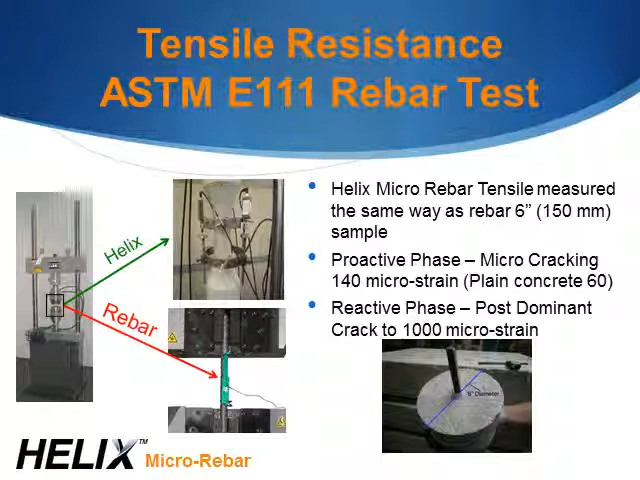 Tensile Resistance
ASTM E111 Rebar Test
• Helix Micro Rebar Tensile measured
the same way as rebar 6” (150 mm)
sample
• Proactive Phase – Micro Cracking
140 micro-strain (Plain concrete 60)
• Reactive Phase – Post Dominant
Crack to 1000 micro-strain
Helix
Rebar
6" Diameter
HELIX™
Micro-Rebar